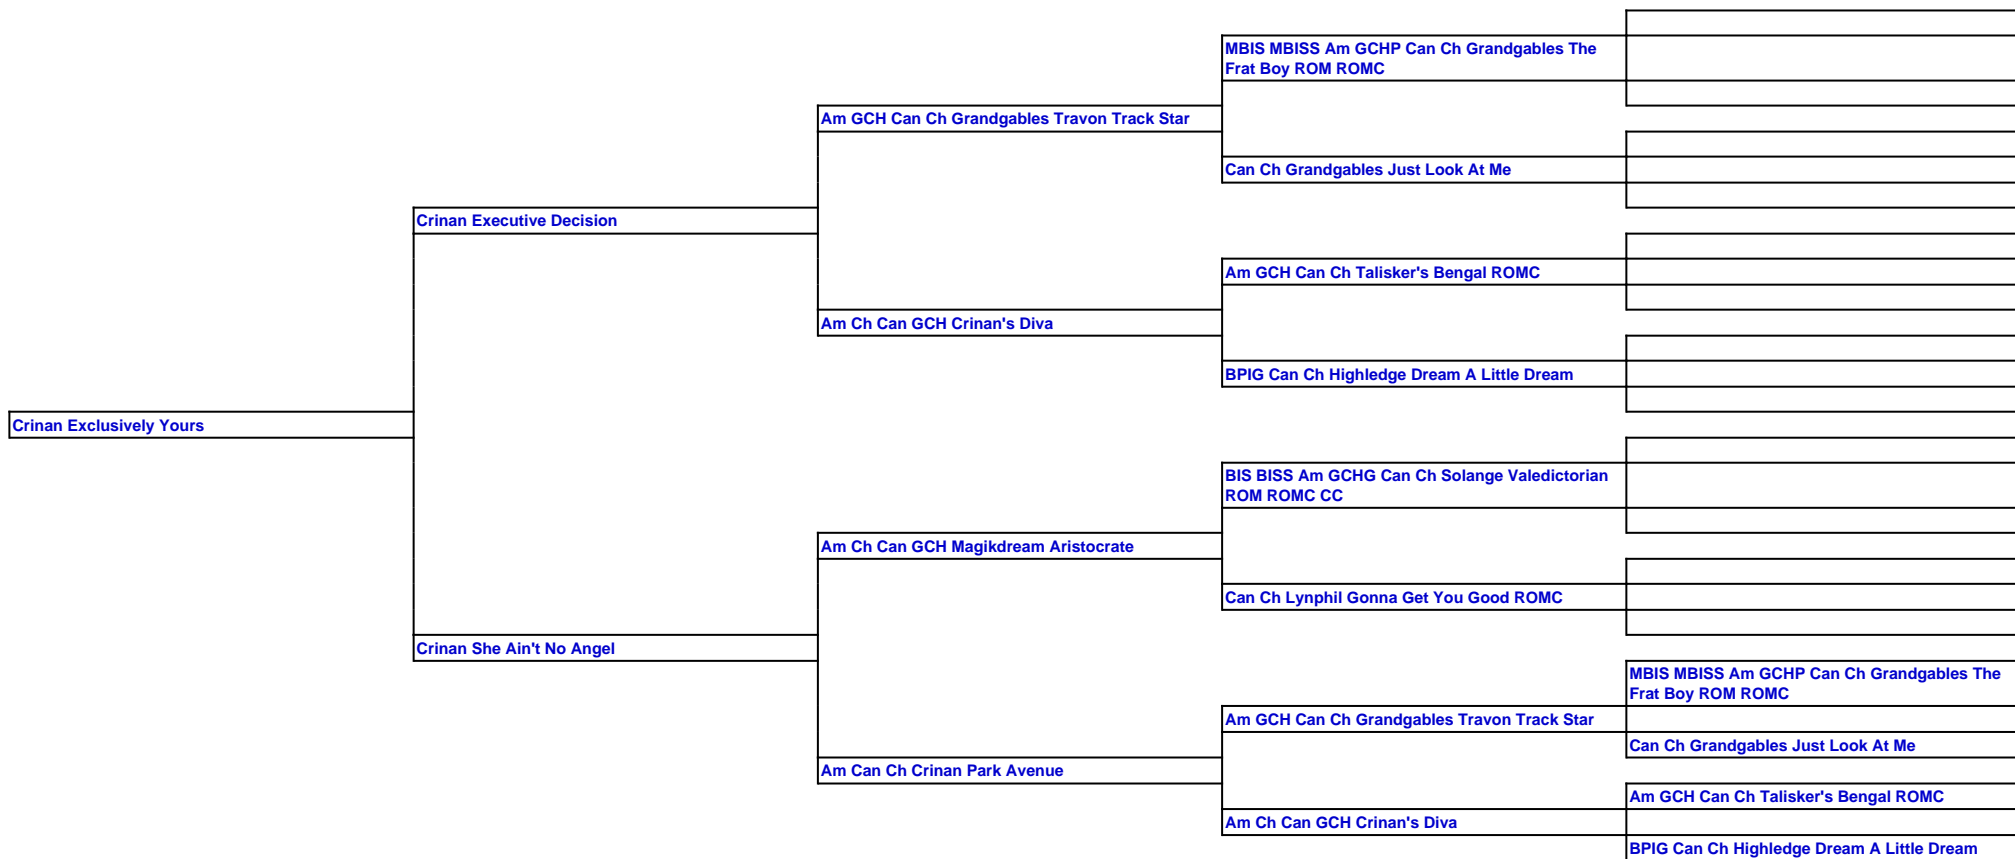 MBIS MBISS Am GCHP Can Ch Grandgables The
Frat Boy ROM ROMC
Am GCH Can Ch Grandgables Travon Track Star
Can Ch Grandgables Just Look At Me
Crinan Executive Decision
Am GCH Can Ch Talisker's Bengal ROMC
Am Ch Can GCH Crinan's Diva
BPIG Can Ch Highledge Dream A Little Dream
Crinan Exclusively Yours
BIS BISS Am GCHG Can Ch Solange Valedictorian
ROM ROMC CC
Am Ch Can GCH Magikdream Aristocrate
Can Ch Lynphil Gonna Get You Good ROMC
Crinan She Ain't No Angel
MBIS MBISS Am GCHP Can Ch Grandgables The
Frat Boy ROM ROMC
Am GCH Can Ch Grandgables Travon Track Star
Can Ch Grandgables Just Look At Me
Am Can Ch Crinan Park Avenue
Am GCH Can Ch Talisker's Bengal ROMC
Am Ch Can GCH Crinan's Diva
BPIG Can Ch Highledge Dream A Little Dream